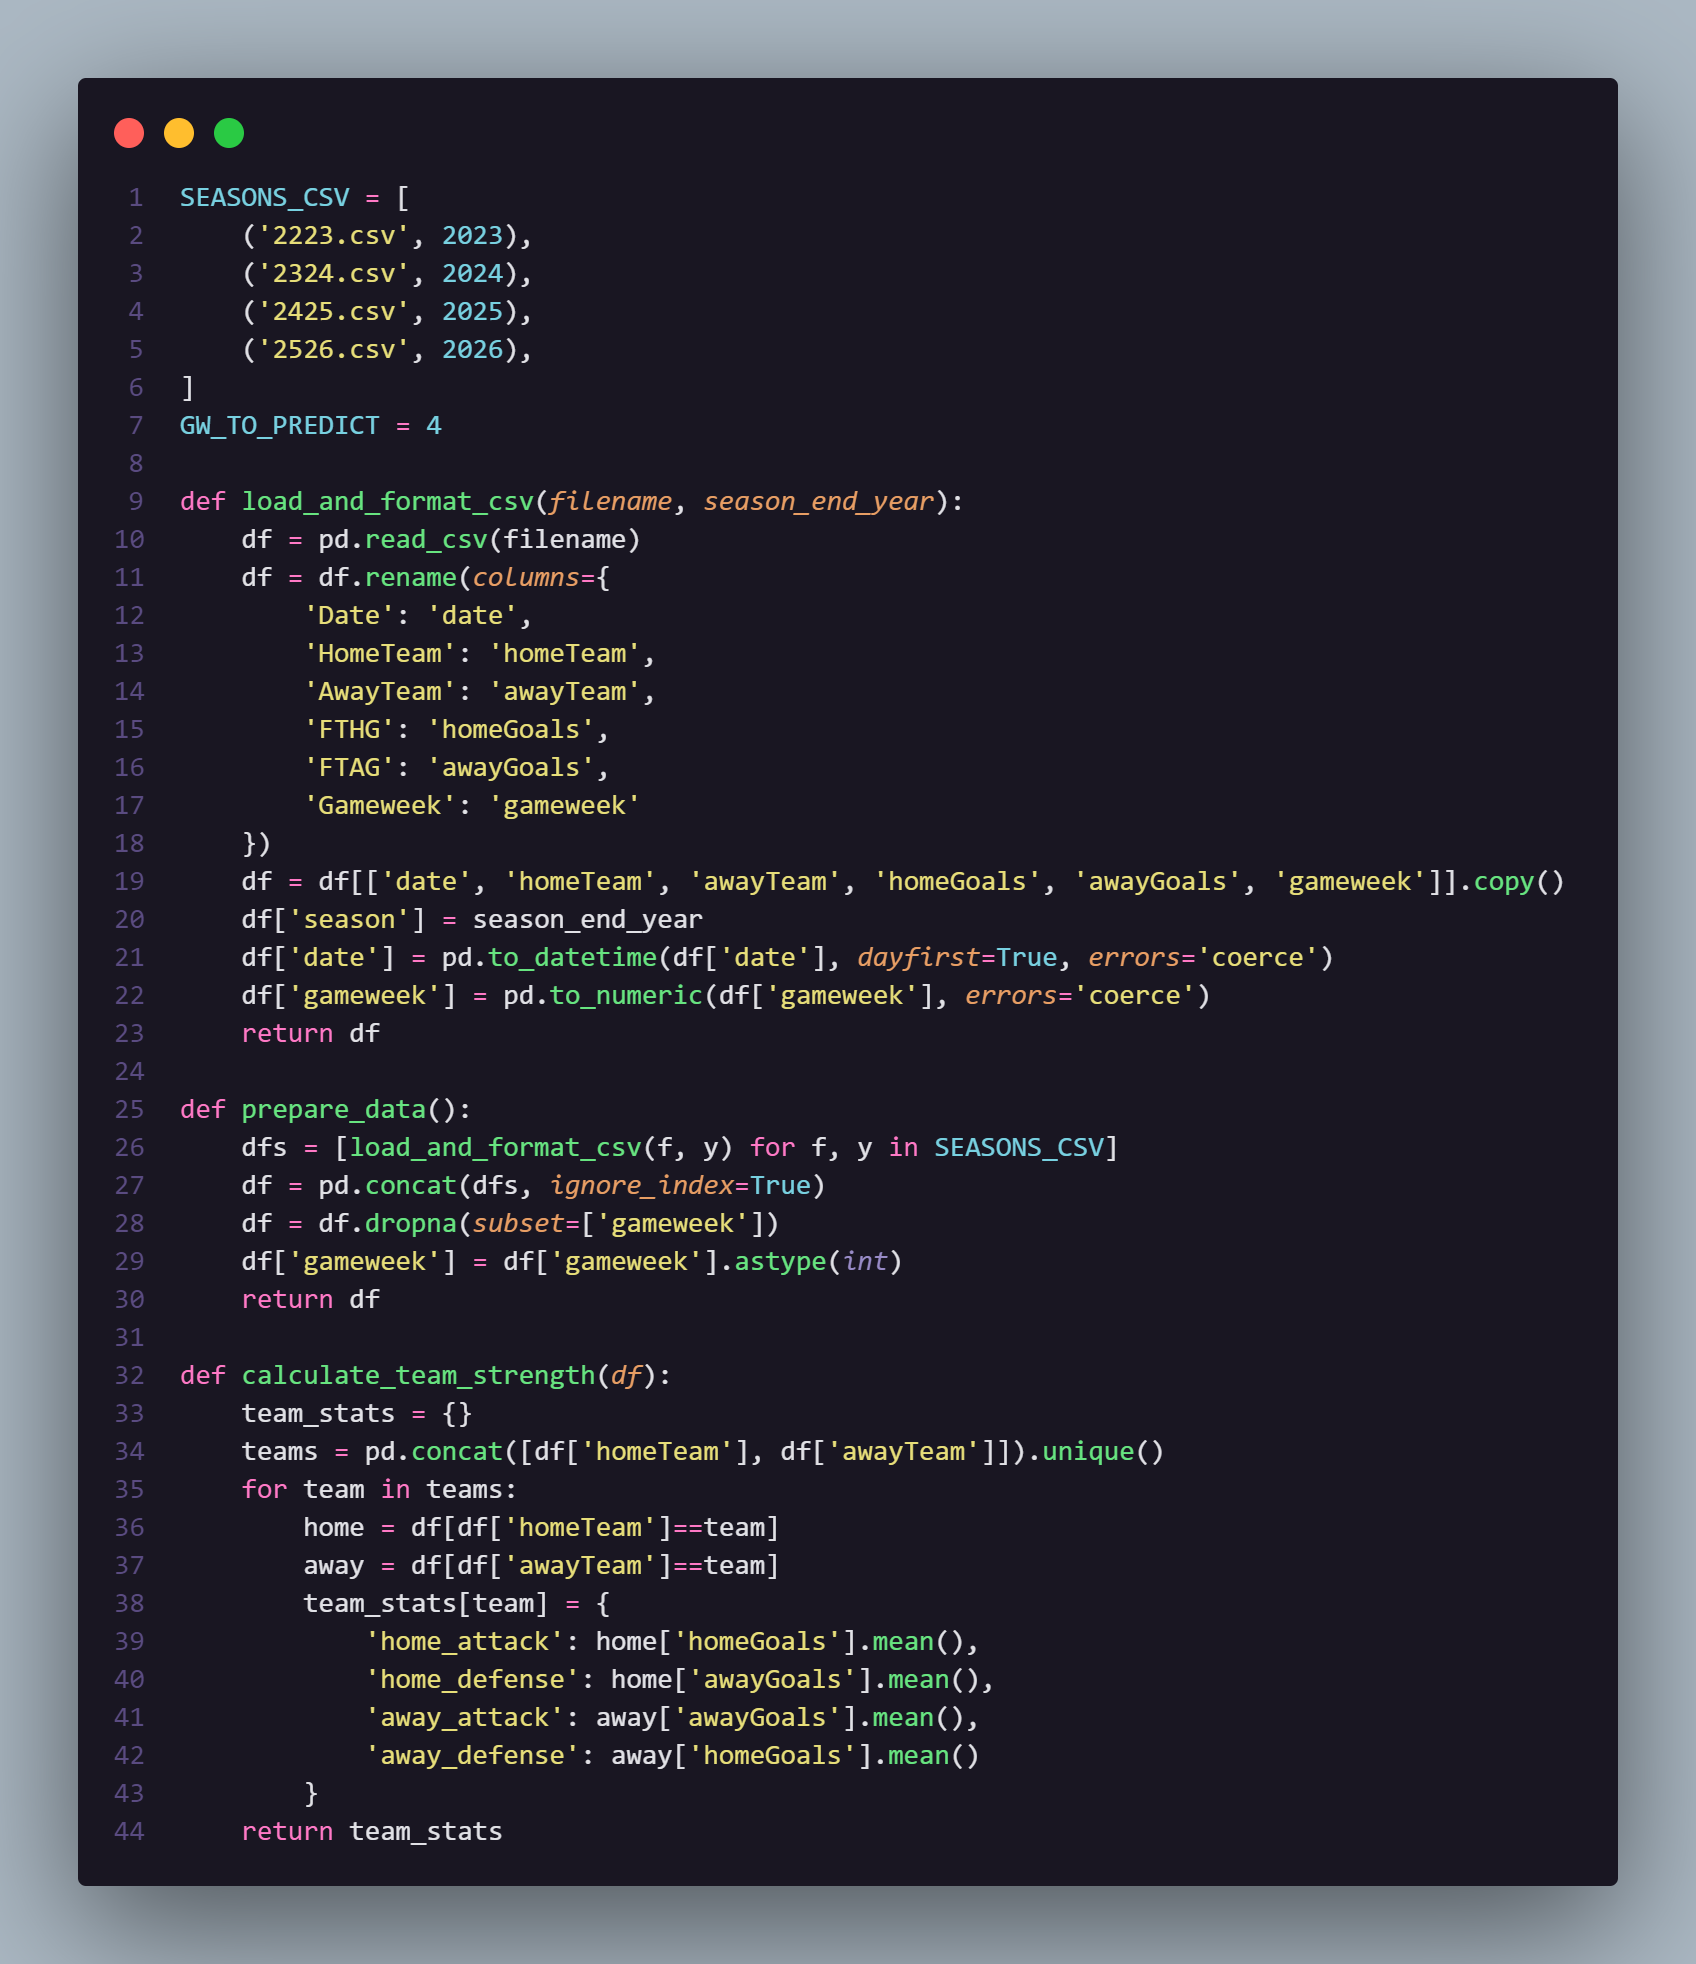 1 SEASONS_CSV = [
2     ('2223.csv', 2023),
3     ('2324.csv', 2024),
4     ('2425.csv', 2025),
5     ('2526.csv', 2026),
6 ]
7 GW_TO_PREDICT = 4
8
9 def load_and_format_csv(filename, season_end_year):
10     df = pd.read_csv(filename)
11     df = df.rename(columns={
12         'Date': 'date',
13         'HomeTeam': 'homeTeam',
14         'AwayTeam': 'awayTeam',
15         'FTHG': 'homeGoals',
16         'FTAG': 'awayGoals',
17         'Gameweek': 'gameweek'
18     })
19     df = df[['date', 'homeTeam', 'awayTeam', 'homeGoals', 'awayGoals', 'gameweek']].copy()
20     df['season'] = season_end_year
21     df['date'] = pd.to_datetime(df['date'], dayfirst=True, errors='coerce')
22     df['gameweek'] = pd.to_numeric(df['gameweek'], errors='coerce')
23     return df
24
25 def prepare_data():
26     dfs = [load_and_format_csv(f, y) for f, y in SEASONS_CSV]
27     df = pd.concat(dfs, ignore_index=True)
28     df = df.dropna(subset=['gameweek'])
29     df['gameweek'] = df['gameweek'].astype(int)
30     return df
31
32 def calculate_team_strength(df):
33     team_stats = {}
34     teams = pd.concat([df['homeTeam'], df['awayTeam']]).unique()
35     for team in teams:
36         home = df[df['homeTeam']==team]
37         away = df[df['awayTeam']==team]
38         team_stats[team] = {
39             'home_attack': home['homeGoals'].mean(),
40             'home_defense': home['awayGoals'].mean(),
41             'away_attack': away['awayGoals'].mean(),
42             'away_defense': away['homeGoals'].mean()
43         }
44     return team_stats